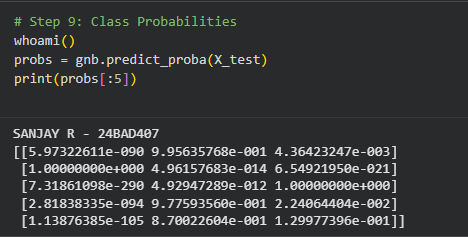 # Step 9: Class Probabilities
whoami()
probs = gnb.predict_proba(X_test)
print(probs[:5])
SANJAY R - 24BAD407
[[5.97322611e-090 9.95635768e-001 4.36423247e-003]
[1.00000000e+000 4.96157683e-014 6.54921950e-021]
[7.31861098e-290 4.92947289e-012 1.00000000e+000]
[2.81838335e-094 9.77593560e-001 2.24064404e-002]
[1.13876385e-105 8.70022604e-001 1.29977396e-001]]